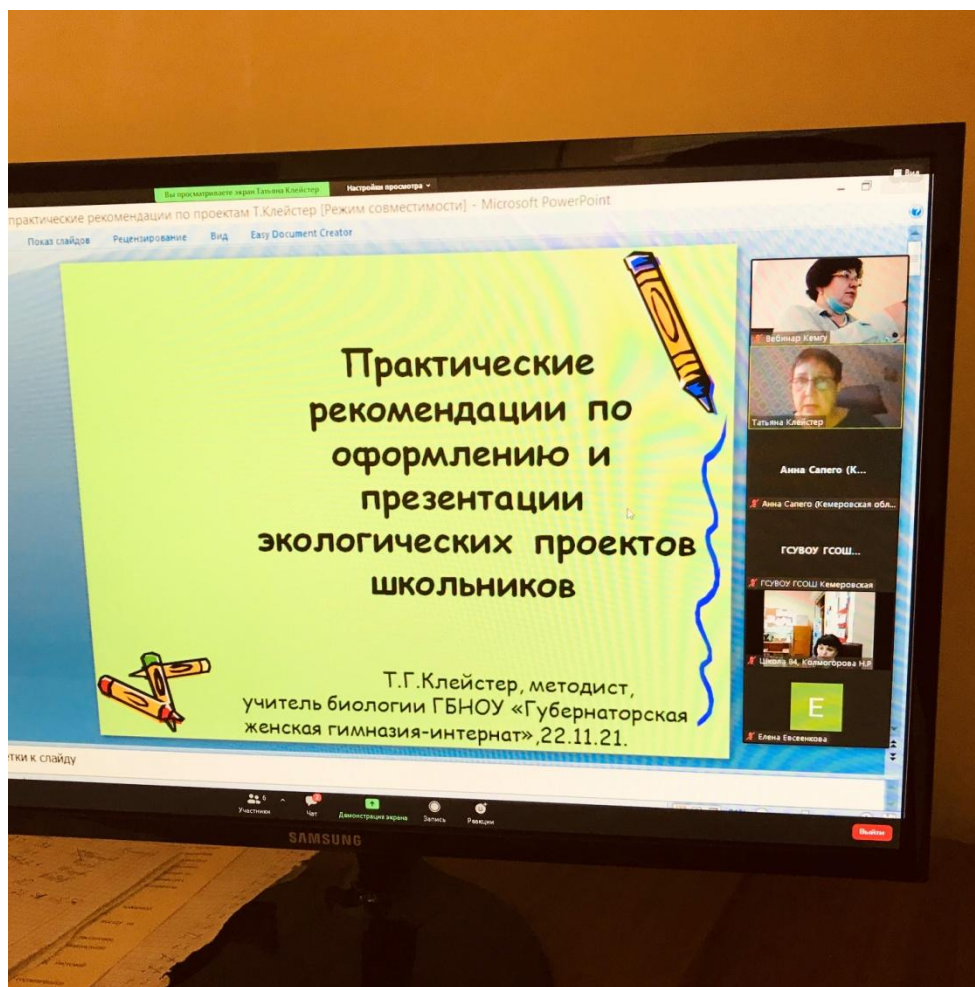 Вид
Вы просматриваете экран Татьяна Клейстер
Настройки просмотра
практические рекомендации по проектам Т.Клейстер [Режим совместимости] - Microsoft PowerPoint
Показ слайдов Рецензирование Вид Easy Document Creator
Практические
рекомендации по
оформлению и
презентации
экологических проектов
школьников
Т.Г.Клейстер, методист,
учитель биологии ГБНОУ «Губернаторская
женская гимназия-интернат»,22.11.21.
Вебинар Кемгу
Татьяна Клейстер
Анна Сапего (К...
Анна Сапего (Кемеровская обл...
ГСУВОУ ГСОШ...
ГСУВОУ ГСОШ Кемеровская
Школа 84, Колмогорова Н.Р
E
Елена Евсеенкова
тки к слайду
6
Участники
Чат
Демонстрация экрана
Запись
Реакции
Выйти
SAMSUNG